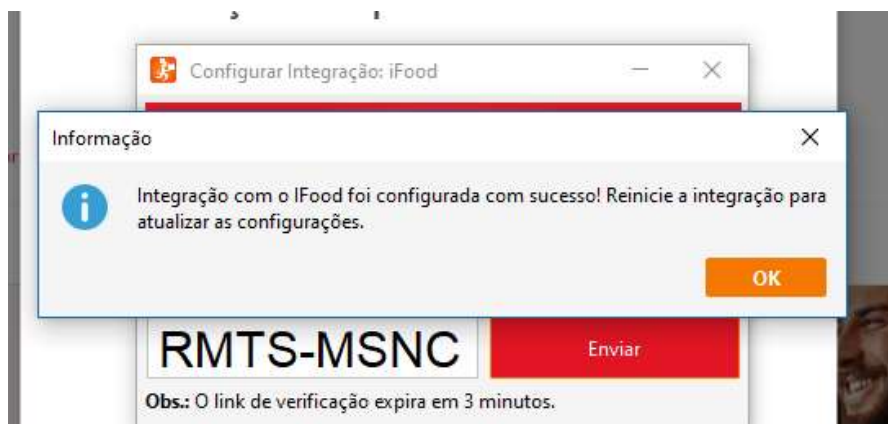 Configurar Integração: iFood
Informação
Integração com o IFood foi configurada com sucesso! Reinicie a integração para
atualizar as configurações.
OK
RMTS-MSNC
Enviar
Obs.: O link de verificação expira em 3 minutos.